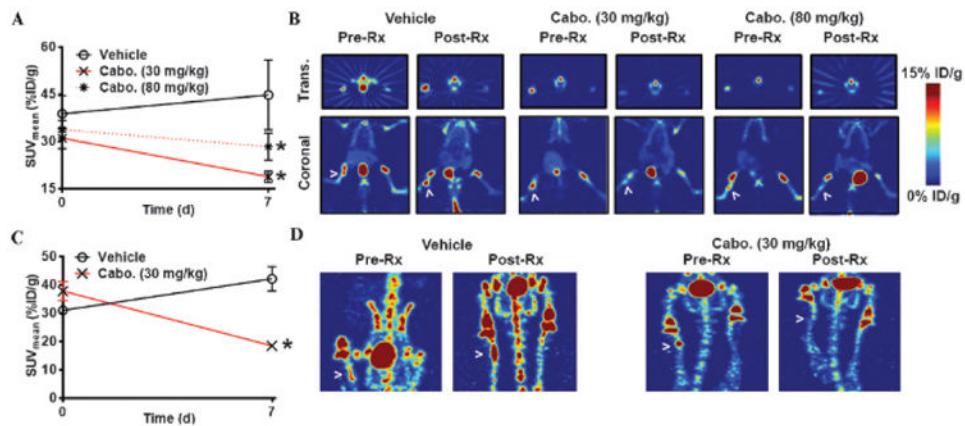 A
SUVmean (%ID/g)
60
45
30
15
Vehicle
Cabo. (30 mg/kg)
Cabo. (80 mg/kg)
*
*
0
7
Time (d)
B
Vehicle
Cabo. (30 mg/kg)
Cabo. (80 mg/kg)
Pre-Rx
Post-Rx
Pre-Rx
Post-Rx
Pre-Rx
Post-Rx
Trans.
Coronal
>
>
>
>
>
>
15% ID/g
0% ID/g
C
SUVmean (%ID/g)
50
40
30
20
10
0
Vehicle
Cabo. (30 mg/kg)
*
0
7
Time (d)
D
Vehicle
Cabo. (30 mg/kg)
Pre-Rx
Post-Rx
Pre-Rx
Post-Rx
>
>
>
>